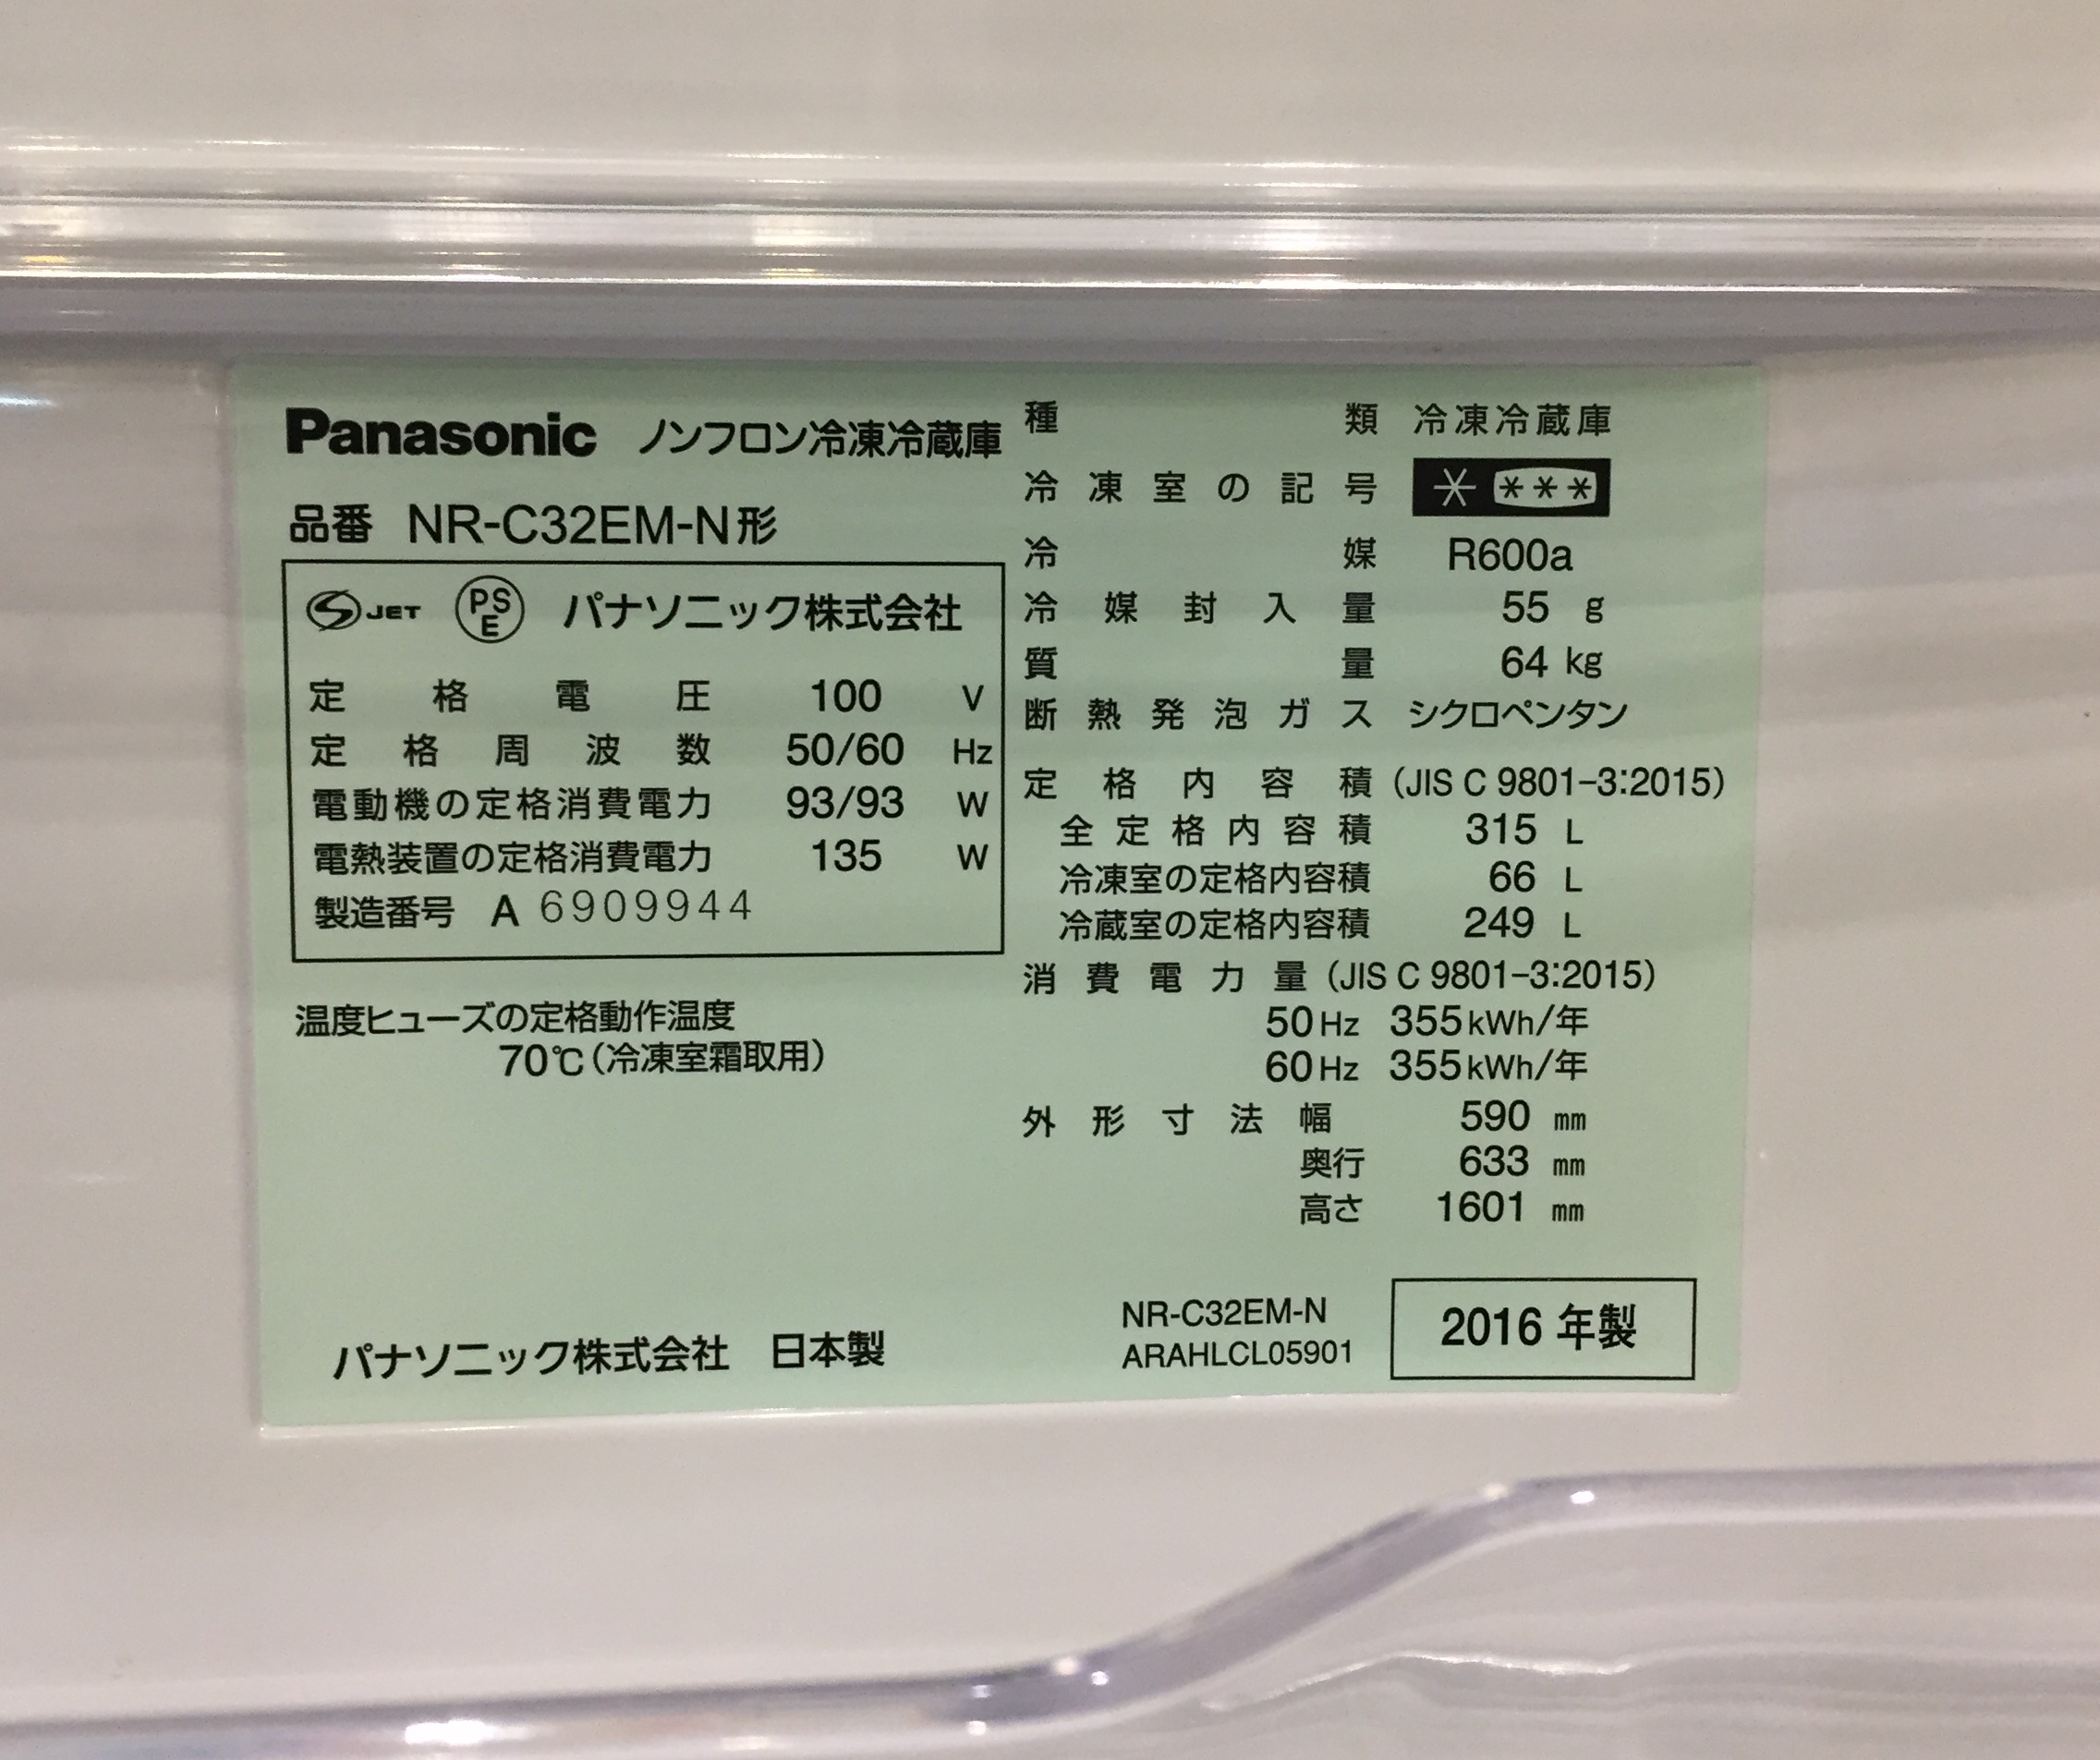 Panasonic ノンフロン冷凍冷蔵庫
品番 NR-C32EM-N形
JET PSE パナソニック株式会社
定格電圧 100 V
定格周波数 50/60 Hz
電動機の定格消費電力 93/93 W
電熱装置の定格消費電力 135 W
製造番号 A 6909944
温度ヒューズの定格動作温度
70℃(冷凍室霜取用)
パナソニック株式会社 日本製
種類 冷凍冷蔵庫
冷凍室の記号 * ***
冷媒 R600a
冷媒封入量 55 g
質量 64 kg
断熱発泡ガス シクロペンタン
定格内容積 (JIS C 9801-3:2015)
全定格内容積 315 L
冷凍室の定格内容積 66 L
冷蔵室の定格内容積 249 L
消費電力量 (JIS C 9801-3:2015)
50Hz 355kWh/年
60Hz 355kWh/年
外形寸法 幅 590 mm
奥行 633 mm
高さ 1601 mm
NR-C32EM-N
ARAHLCL05901
2016 年製